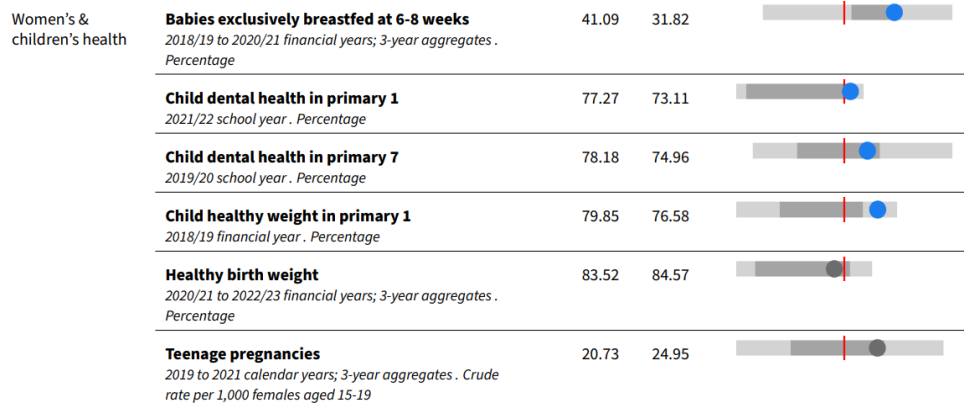 Women’s &
children’s health
Babies exclusively breastfed at 6-8 weeks 41.09 31.82
2018/19 to 2020/21 financial years; 3-year aggregates .
Percentage
Child dental health in primary 1 77.27 73.11
2021/22 school year . Percentage
Child dental health in primary 7 78.18 74.96
2019/20 school year . Percentage
Child healthy weight in primary 1 79.85 76.58
2018/19 financial year . Percentage
Healthy birth weight 83.52 84.57
2020/21 to 2022/23 financial years; 3-year aggregates .
Percentage
Teenage pregnancies 20.73 24.95
2019 to 2021 calendar years; 3-year aggregates . Crude
rate per 1,000 females aged 15-19